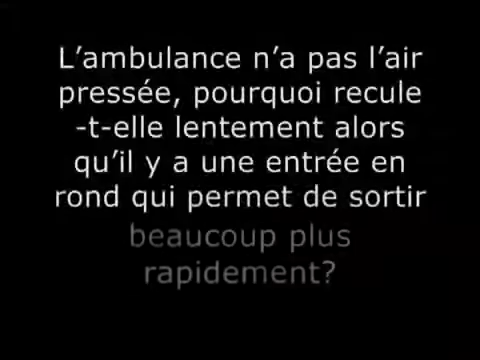 L’ambulance n’a pas l’air
pressée, pourquoi recule
-t-elle lentement alors
qu’il y a une entrée en
rond qui permet de sortir
beaucoup plus
rapidement?